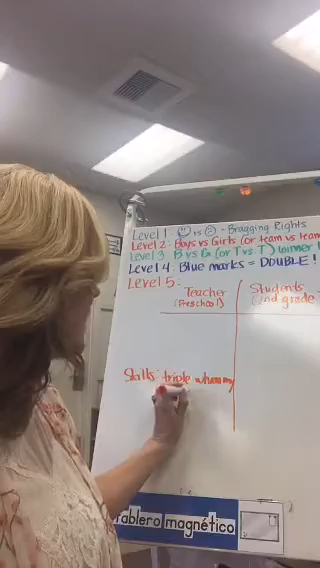 Level 1: vs - Bragging Rights
Level 2: Boys vs Girls (or team vs team
Level 3: B vs G (or T vs T) winner
Level 4: Blue marks = DOUBLE!
Level 5:
Teacher
(Preschool)
Students
(2nd grade
Skills: triple whammy
tablero magnético